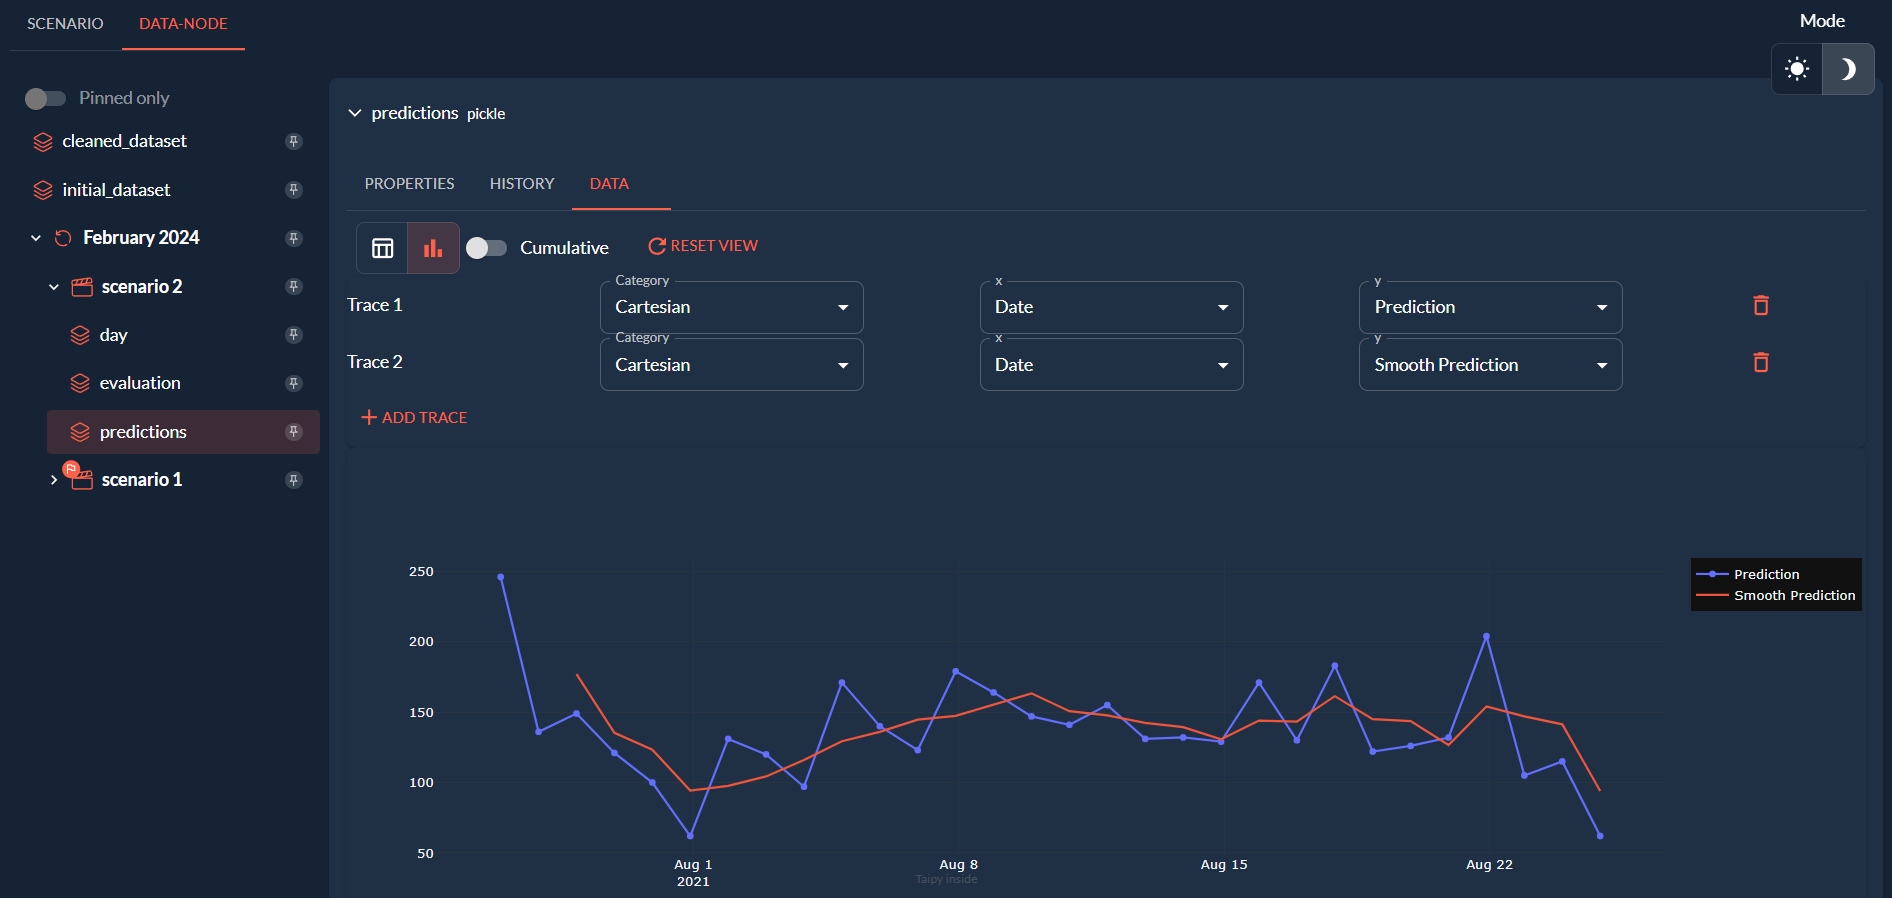 SCENARIO DATA-NODE
Mode
Pinned only
cleaned_dataset
initial_dataset
February 2024
scenario 2
day
evaluation
predictions
scenario 1
predictions pickle
PROPERTIES HISTORY DATA
Cumulative RESET VIEW
Trace 1 Category Cartesian x Date y Prediction
Trace 2 Category Cartesian x Date y Smooth Prediction
ADD TRACE
250
200
150
100
50
Aug 1
2021
Aug 8
Aug 15
Aug 22
Prediction
Smooth Prediction
Taipy inside